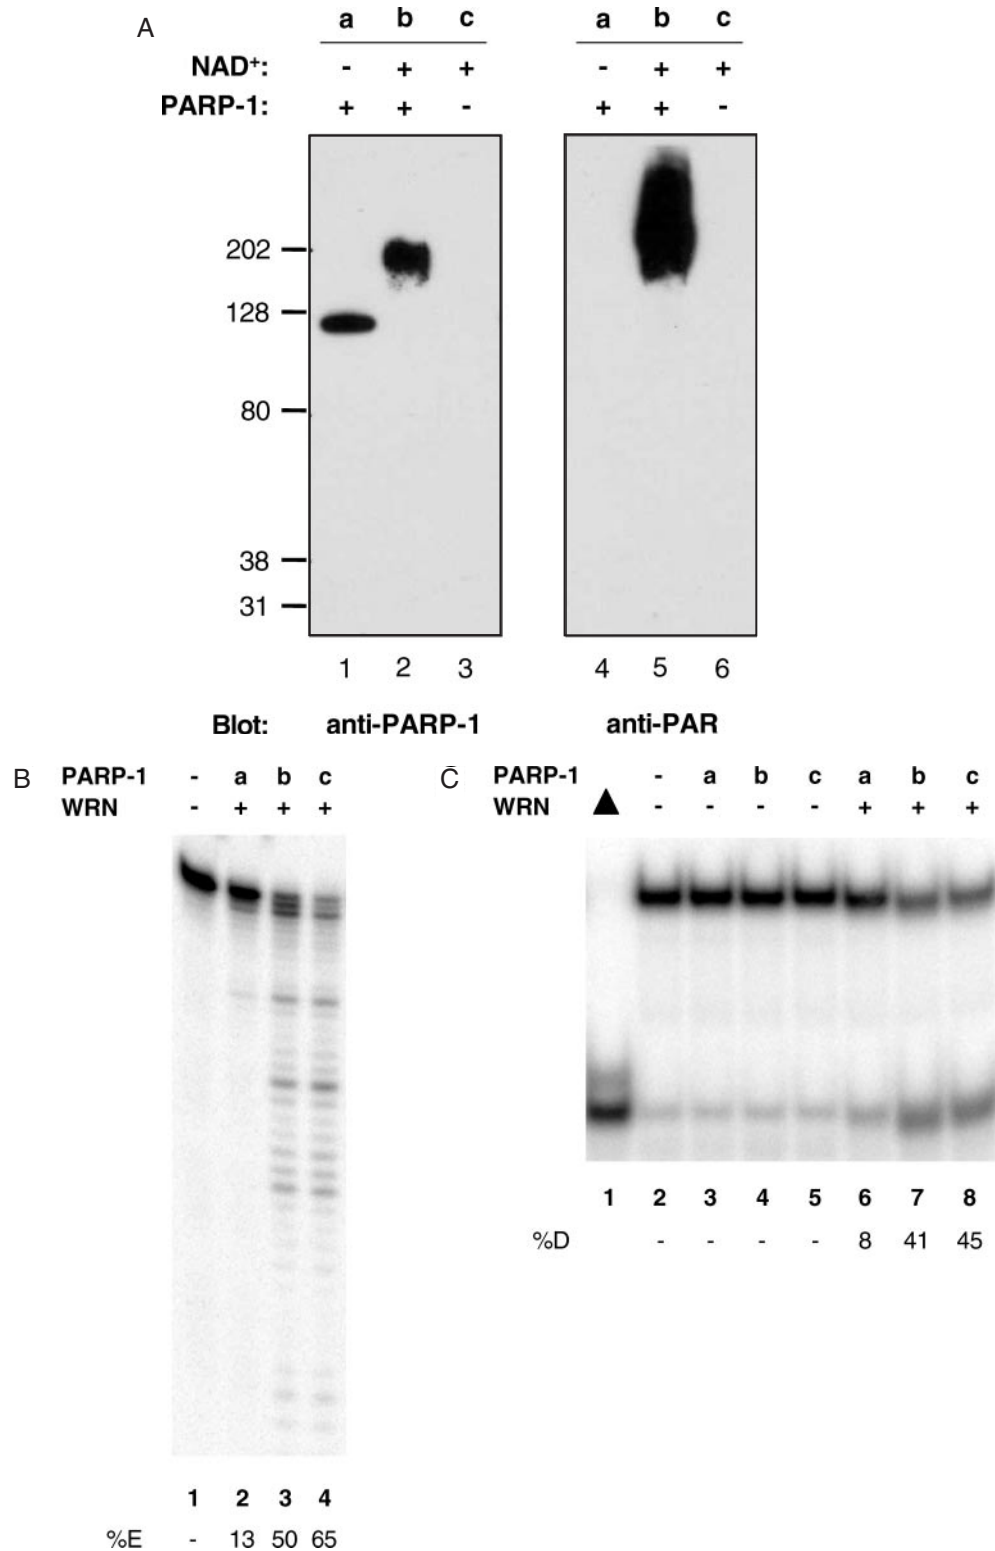 A
a b c a b c
NAD+: - + + - + +
PARP-1: + + - + + -
202
128
80
38
31
1 2 3 4 5 6
Blot: anti-PARP-1 anti-PAR
B
PARP-1 - a b c
WRN - + + +
1 2 3 4
%E - 13 50 65
C
PARP-1 - a b c a b c
WRN ▲ - - - - + + +
1 2 3 4 5 6 7 8
%D - - - - 8 41 45